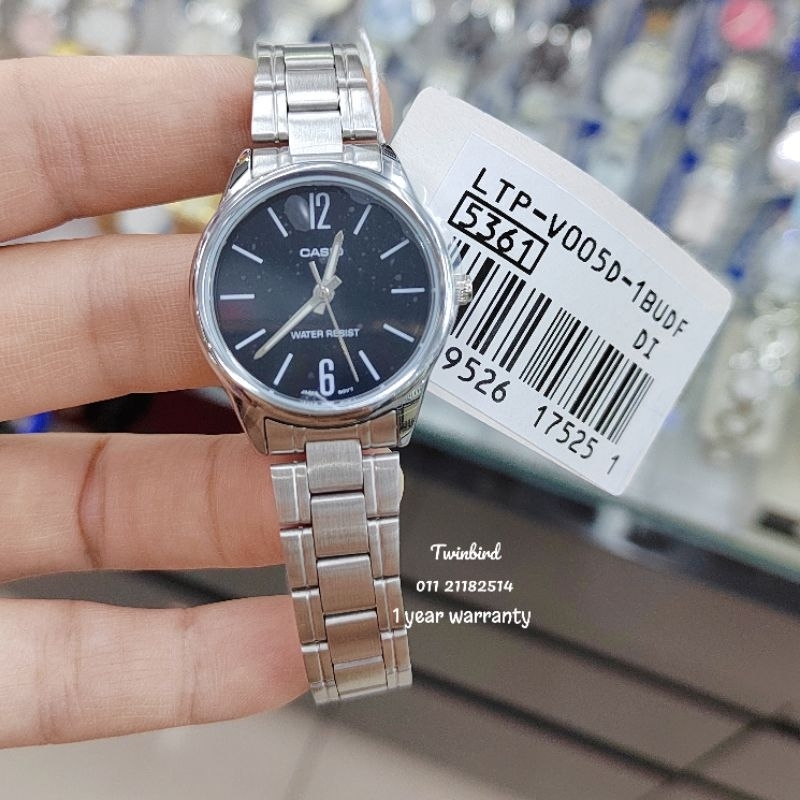 12
CASIO
WATER RESIST
6
LTP-V005D-1BUDF
5361
DI
9526 17525 1
Twinbird
011 21182514
1 year warranty